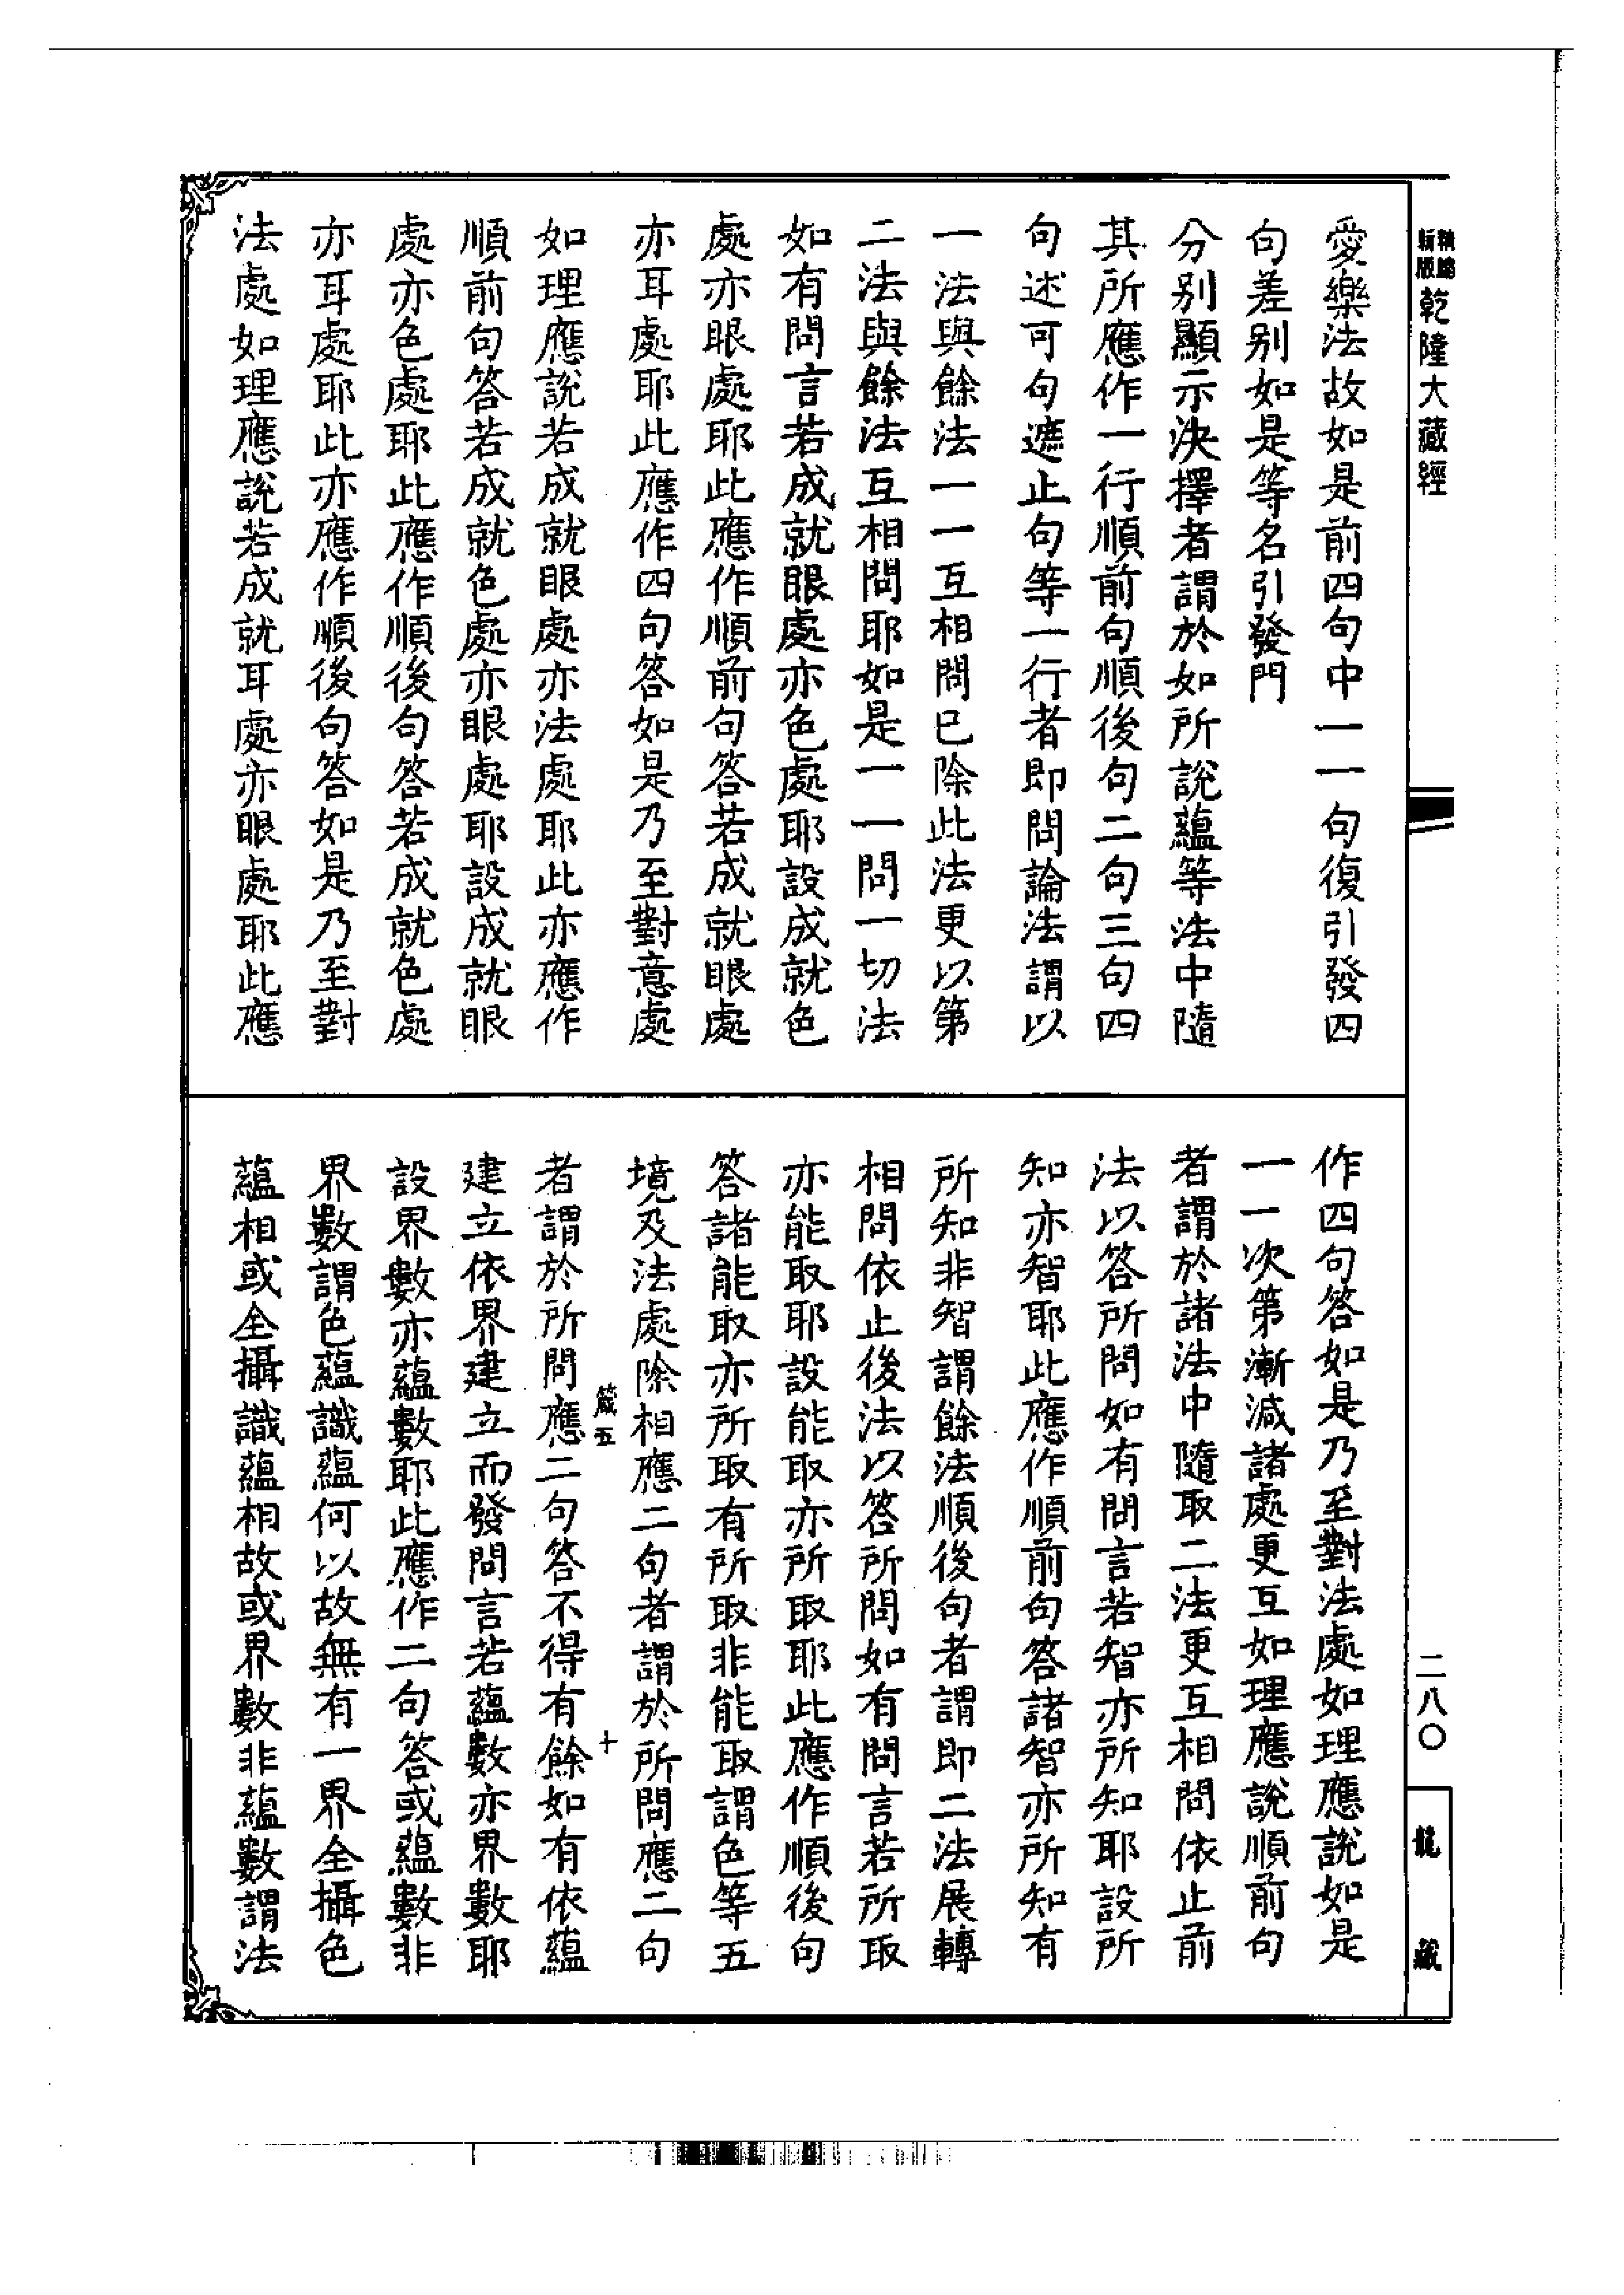 精縮
新版
乾隆大藏經
二八〇
龍藏
愛樂法故如是前四句中一一句復引發四
句差別如是等名引發門
分別顯示決擇者謂於如所說蘊等法中隨
其所應作一行順前句順後句二句三句四
句述可句遮止句等一行者即問論法謂以
一法與餘法一一互相問已除此法更以第
二法與餘法互相問耶如是一一問一切法
如有問言若成就眼處亦色處耶設成就色
處亦眼處耶此應作順前句答若成就眼處
亦耳處耶此應作四句答如是乃至對意處
如理應說若成就眼處亦法處耶此亦應作
順前句答若成就色處亦眼處耶設成就眼
處亦色處耶此應作順後句答若成就色處
亦耳處耶此亦應作順後句答如是乃至對
法處如理應說若成就耳處亦眼處耶此應
作四句答如是乃至對法處如理應說如是
一一次第漸減諸處更互如理應說順前句
者謂於諸法中隨取二法更互相問依止前
法以答所問如有問言若智亦所知耶設所
知亦智耶此應作順前句答諸智亦所知有
所知非智謂餘法順後句者謂即二法展轉
相問依止後法以答所問如有問言若所取
亦能取耶設能取亦所取耶此應作順後句
答諸能取亦所取有所取非能取謂色等五
境及法處除相應二句者謂於所問應二句
箴五
十
者謂於所問應二句答不得有餘如有依蘊
建立依界建立而發問言若蘊數亦界數耶
設界數亦蘊數耶此應作二句答或蘊數非
界數謂色蘊識蘊何以故無有一界全攝色
蘊相或全攝識蘊相故或界數非蘊數謂法